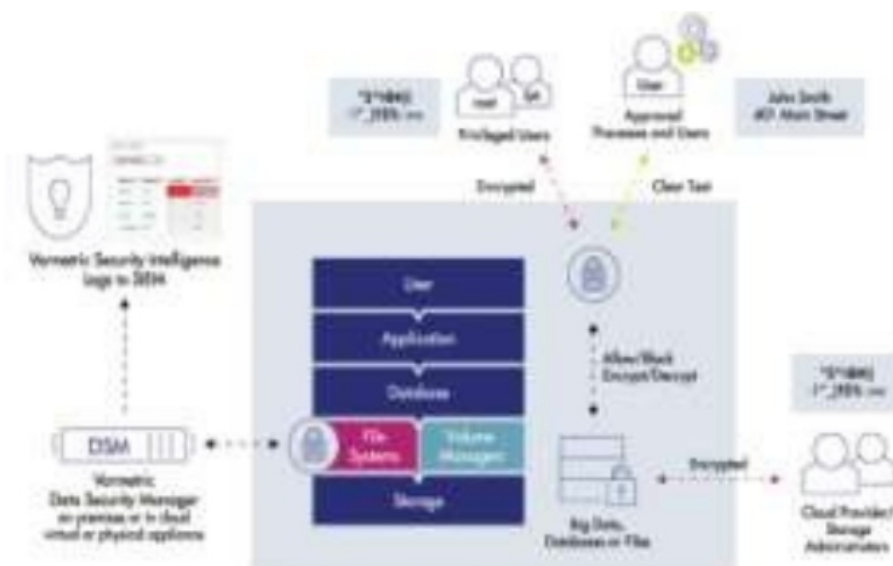 Privileged Users
root
User
Approved
Processes and Users
John Smith
401 Main Street
Encrypted
Clear Text
Vormetric Security Intelligence
Logs to SIEM
User
Application
Database
File
Systems
Volume
Managers
Storage
Allow/Block
Encrypt/Decrypt
DSM
Vormetric
Data Security Manager
on premise or in cloud
virtual or physical appliance
Big Data,
Databases or Files
Encrypted
Cloud Provider/
Storage
Administrators